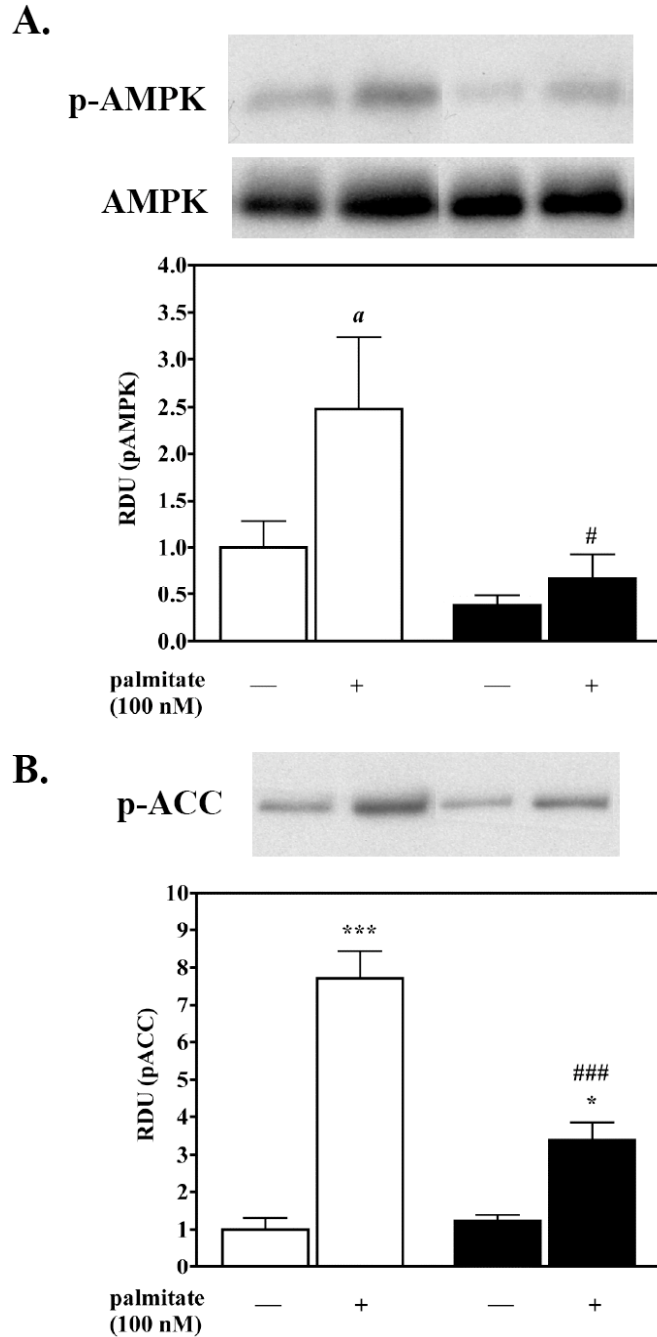 A.
p-AMPK
AMPK
RDU (pAMPK)
4.0
3.5
3.0
2.5
2.0
1.5
1.0
0.5
0.0
a
#
palmitate
(100 nM)
— + — +
B.
p-ACC
RDU (pACC)
10
9
8
7
6
5
4
3
2
1
0
***
###
*
palmitate
(100 nM)
— + — +